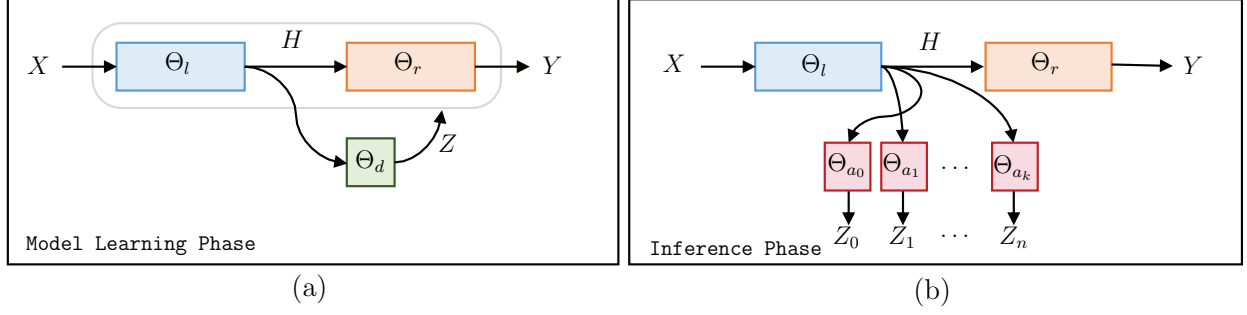 X Θ_l H Θ_r Y
Θ_d Z
Model Learning Phase
(a)
X Θ_l H Θ_r Y
Θ_{a_0} Θ_{a_1} ... Θ_{a_k}
Z_0 Z_1 ... Z_n
Inference Phase
(b)